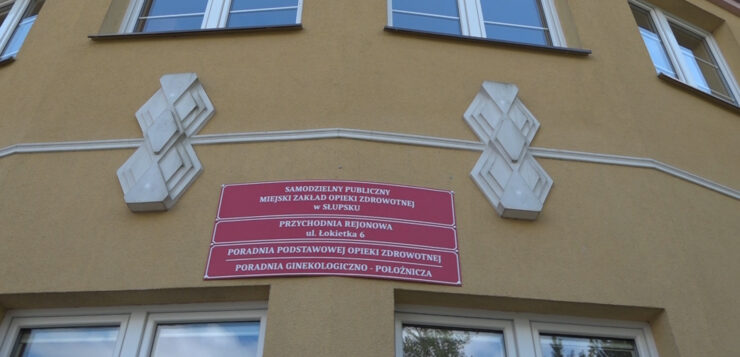 SAMODZIELNY PUBLICZNY
MIEJSKI ZAKŁAD OPIEKI ZDROWOTNEJ
w SŁUPSKU
PRZYCHODNIA REJONOWA
ul. Łokietka 6
PORADNIA PODSTAWOWEJ OPIEKI ZDROWOTNEJ
PORADNIA GINEKOLOGICZNO - POŁOŻNICZA